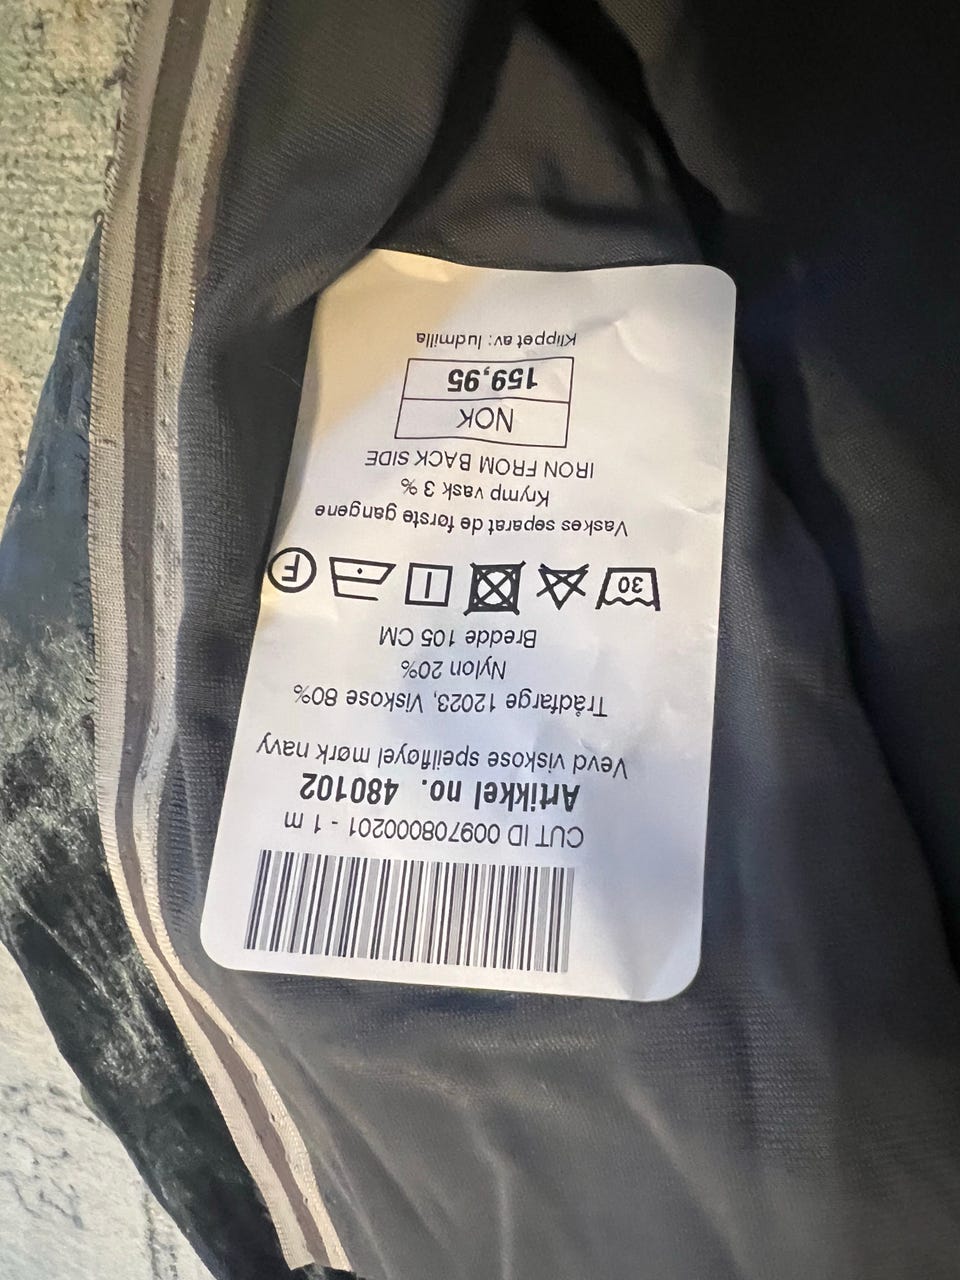 CUT ID 009708000201 - 1 m
Artikkel no. 480102
Vevd viskose speilfløyel mørk navy
Trådfarge 12023, Viskose 80%
Nylon 20%
Bredde 105 CM
30 F
Vaskes separat de første gangene
Krymp vask 3 %
IRON FROM BACK SIDE
NOK
159,95
Klippet av: ludmilla